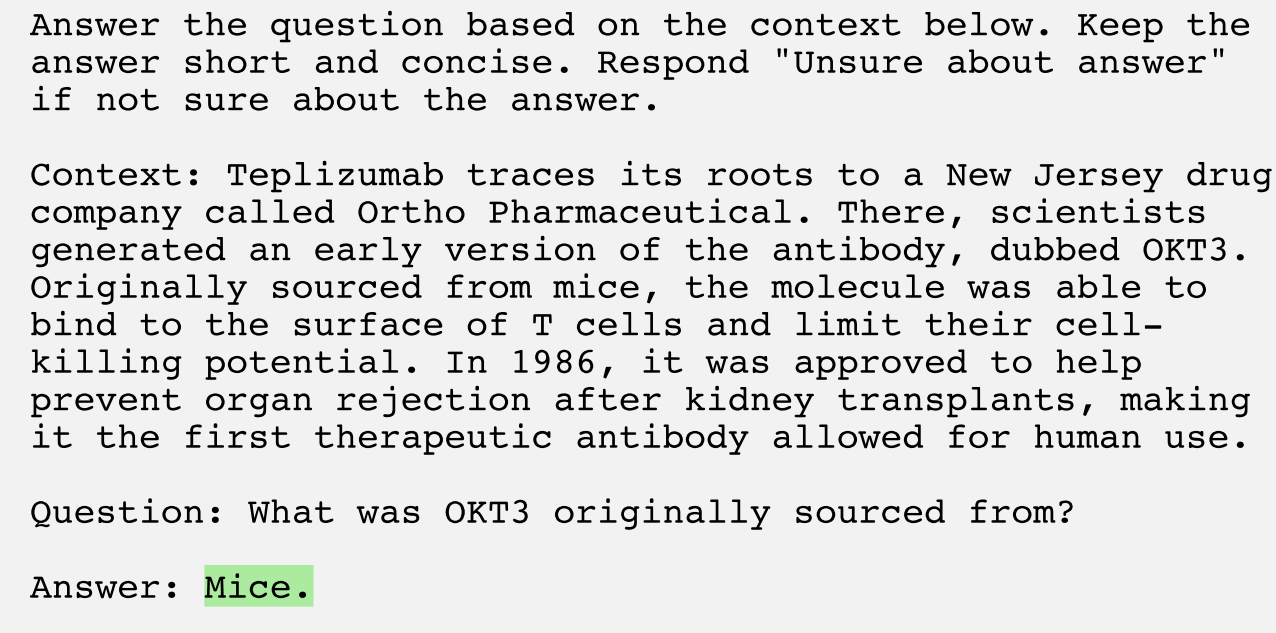 Answer the question based on the context below. Keep the
answer short and concise. Respond "Unsure about answer"
if not sure about the answer.
Context: Teplizumab traces its roots to a New Jersey drug
company called Ortho Pharmaceutical. There, scientists
generated an early version of the antibody, dubbed OKT3.
Originally sourced from mice, the molecule was able to
bind to the surface of T cells and limit their cell-
killing potential. In 1986, it was approved to help
prevent organ rejection after kidney transplants, making
it the first therapeutic antibody allowed for human use.
Question: What was OKT3 originally sourced from?
Answer: Mice.